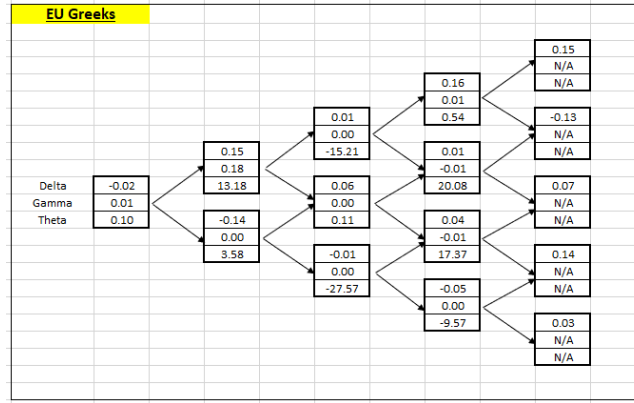 EU Greeks
0.15
N/A
0.16 N/A
0.01
0.01 0.54 -0.13
0.00 N/A
0.15 -15.21 0.01 N/A
0.18 -0.01
Delta -0.02 13.18 0.06 20.08 0.07
Gamma 0.01 0.00 N/A
Theta 0.10 -0.14 0.11 0.04 N/A
0.00 -0.01
3.58 -0.01 17.37 0.14
0.00 N/A
-27.57 -0.05 N/A
0.00
-9.57 0.03
N/A
N/A